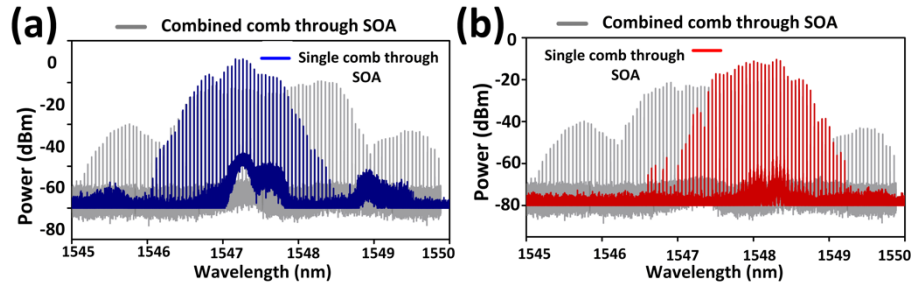 (a)
Combined comb through SOA
Single comb through
SOA
0
-20
-40
-60
-80
Power (dBm)
1545 1546 1547 1548 1549 1550
Wavelength (nm)
(b)
Combined comb through SOA
Single comb through
SOA
0
-20
-40
-60
-80
Power (dBm)
1545 1546 1547 1548 1549 1550
Wavelength (nm)